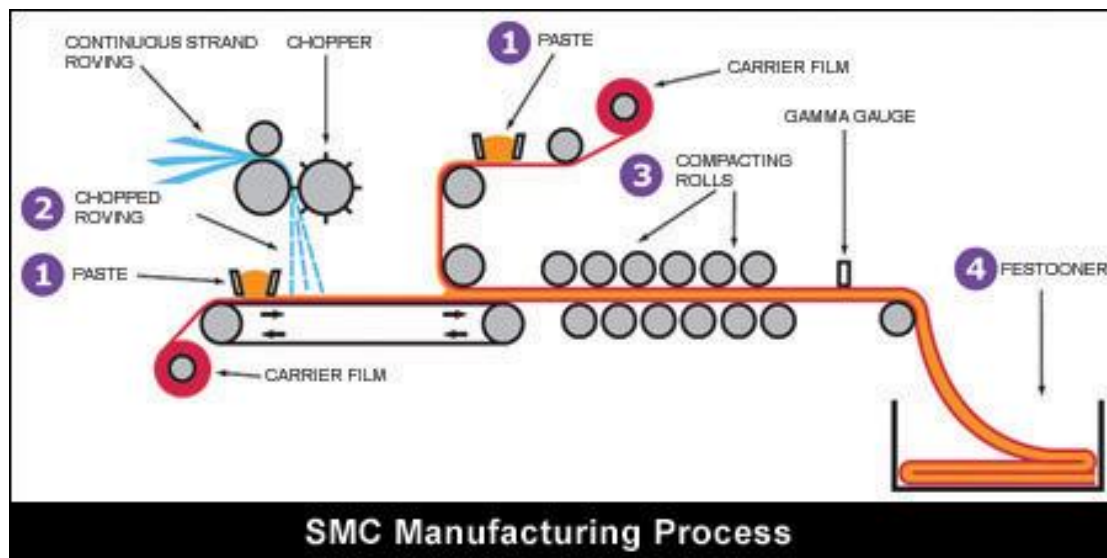 CONTINUOUS STRAND
ROVING
CHOPPER
1 PASTE
CARRIER FILM
GAMMA GAUGE
3 COMPACTING
ROLLS
2 CHOPPED
ROVING
1 PASTE
4 FESTOONER
CARRIER FILM
SMC Manufacturing Process